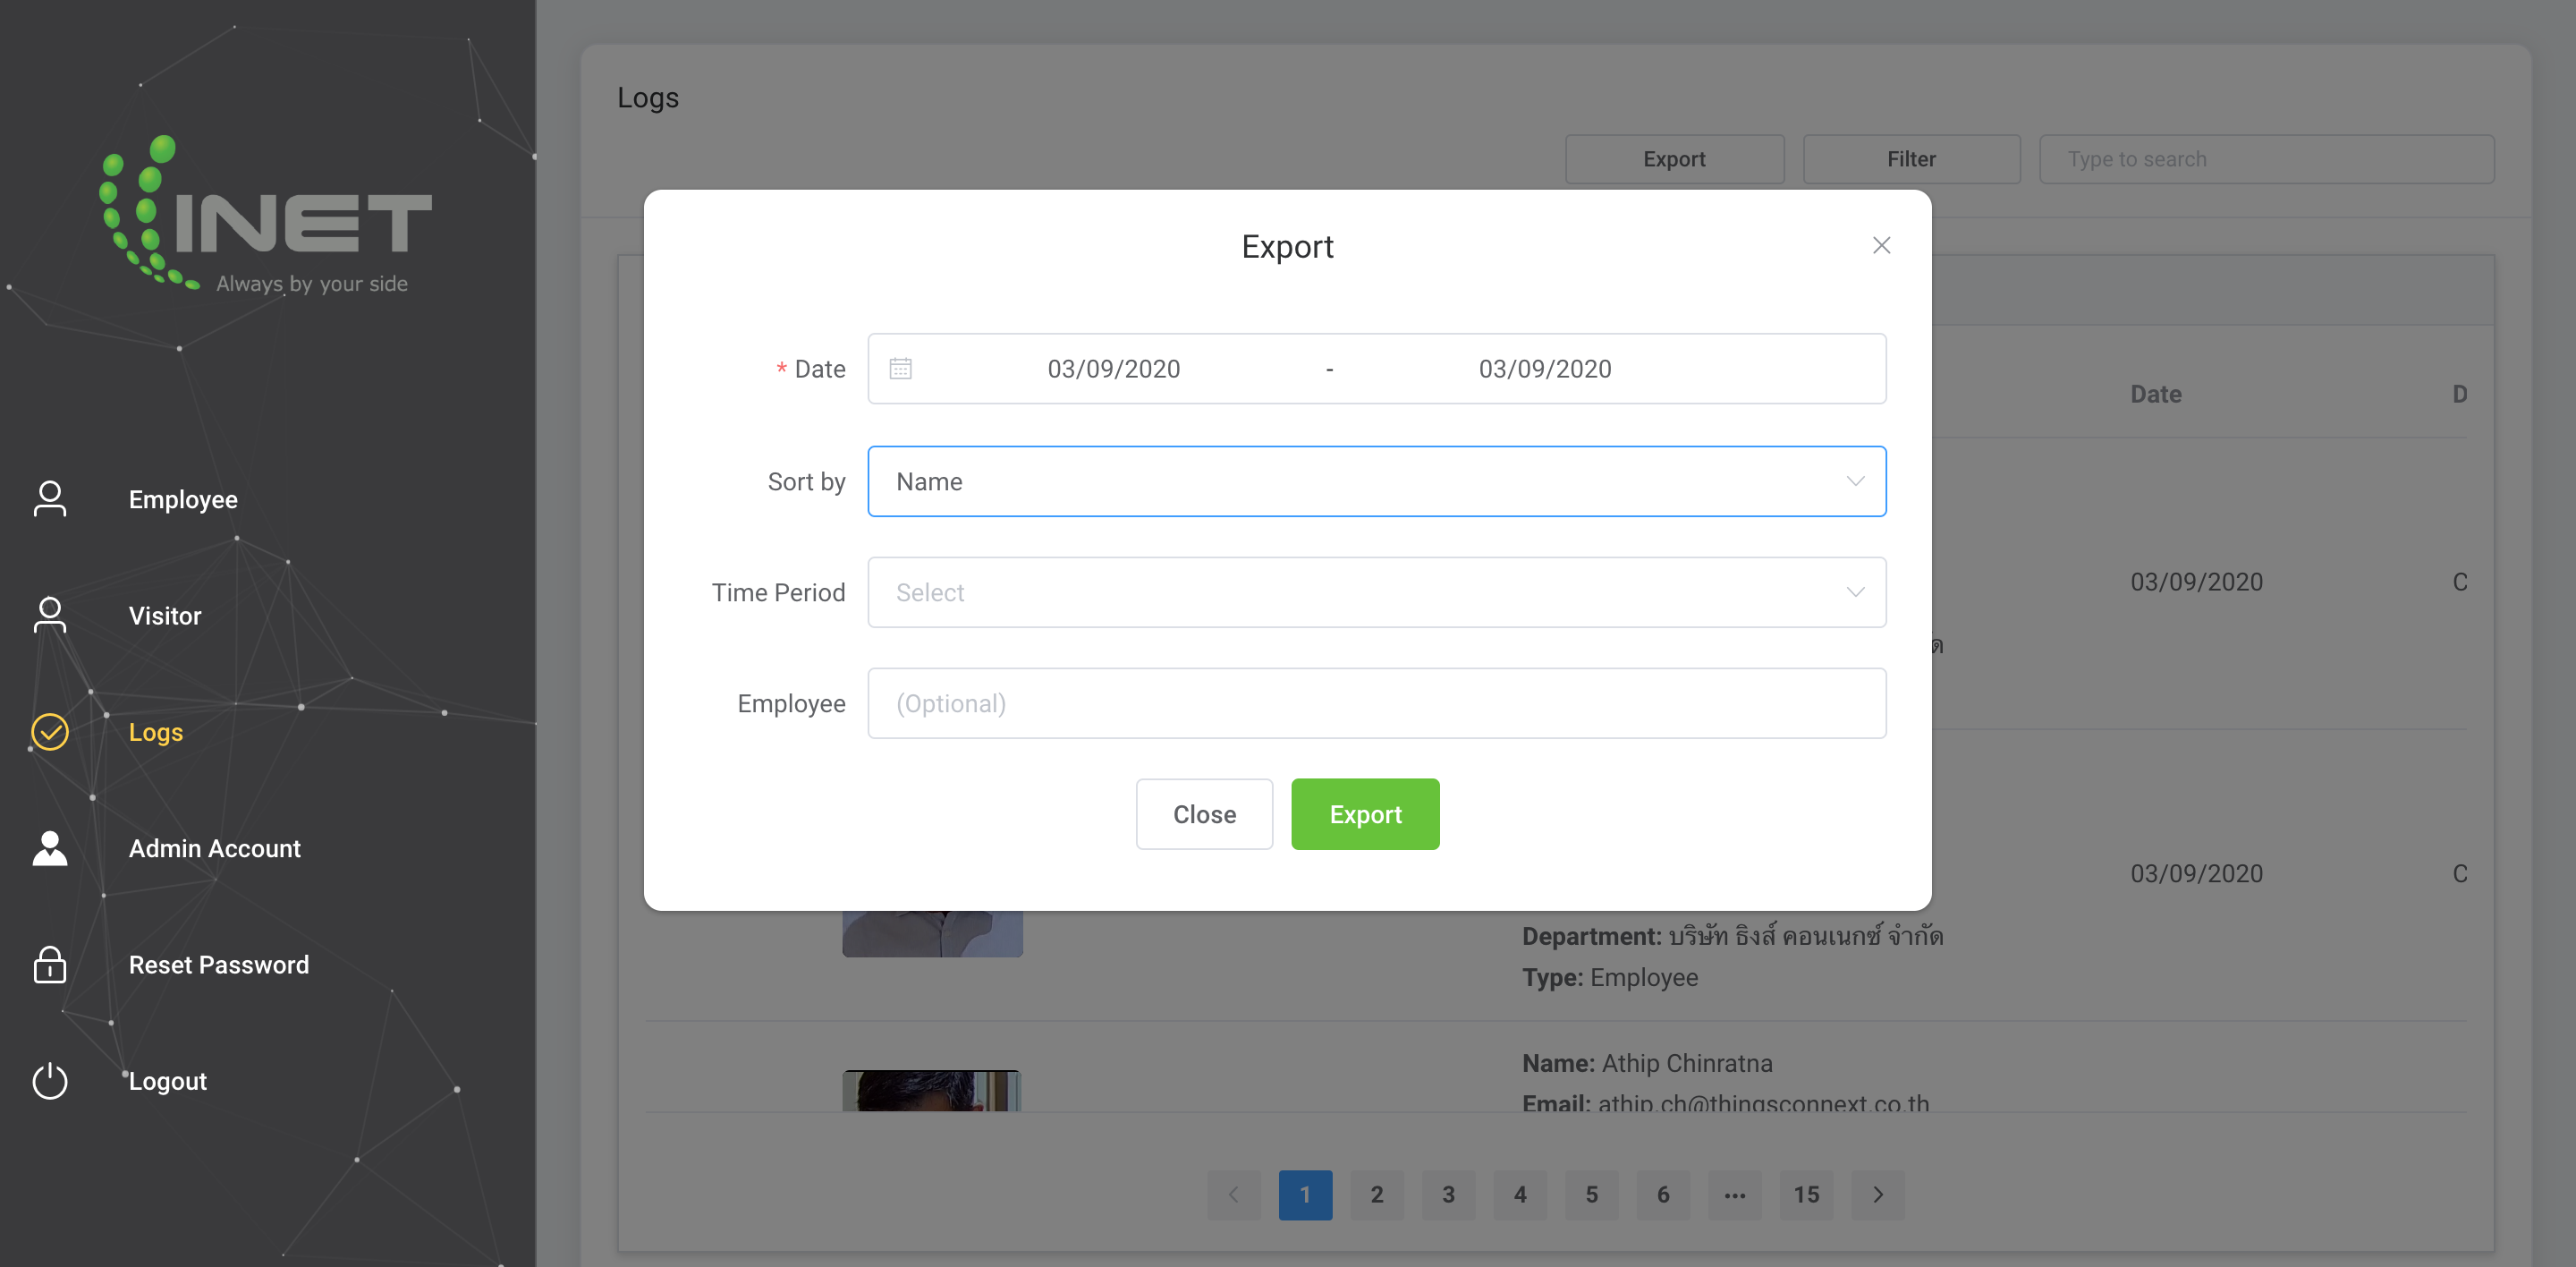 INET
Always by your side
Employee
Visitor
Logs
Admin Account
Reset Password
Logout
Logs
Export
Filter
Type to search
Export
* Date
03/09/2020 - 03/09/2020
Sort by
Name
Time Period
Select
Employee
(Optional)
Close
Export
Date
D
03/09/2020
C
03/09/2020
C
Department: บริษัท ธิงส์ คอนเนกซ์ จำกัด
Type: Employee
Name: Athip Chinratna
Email: athip.ch@thingsconnext.co.th
1 2 3 4 5 6 ... 15